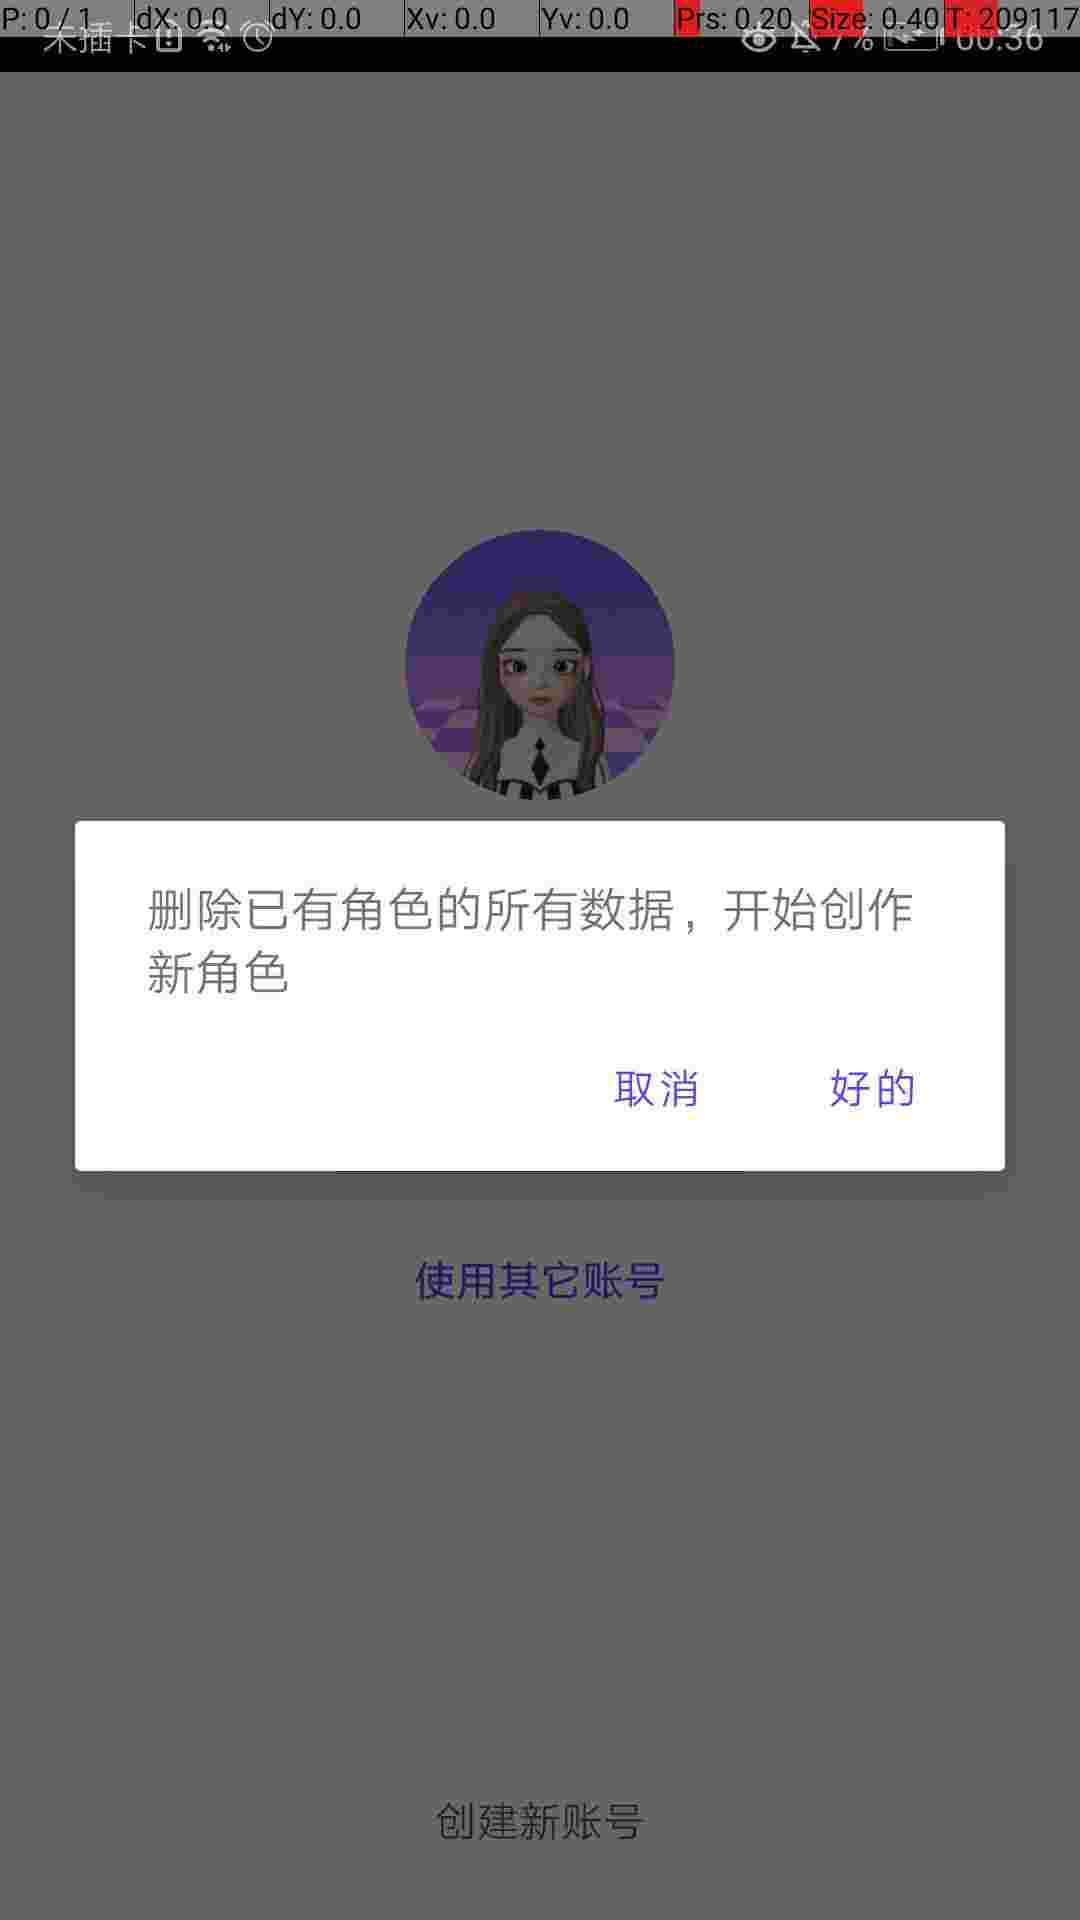 P: 0 / 1 dX: 0.0 dY: 0.0 Xv: 0.0 Yv: 0.0 Prs: 0.20 Size: 0.40 T: 209117
未插卡 7% 00:36
删除已有角色的所有数据，开始创作
新角色
取消 好的
使用其它账号
创建新账号